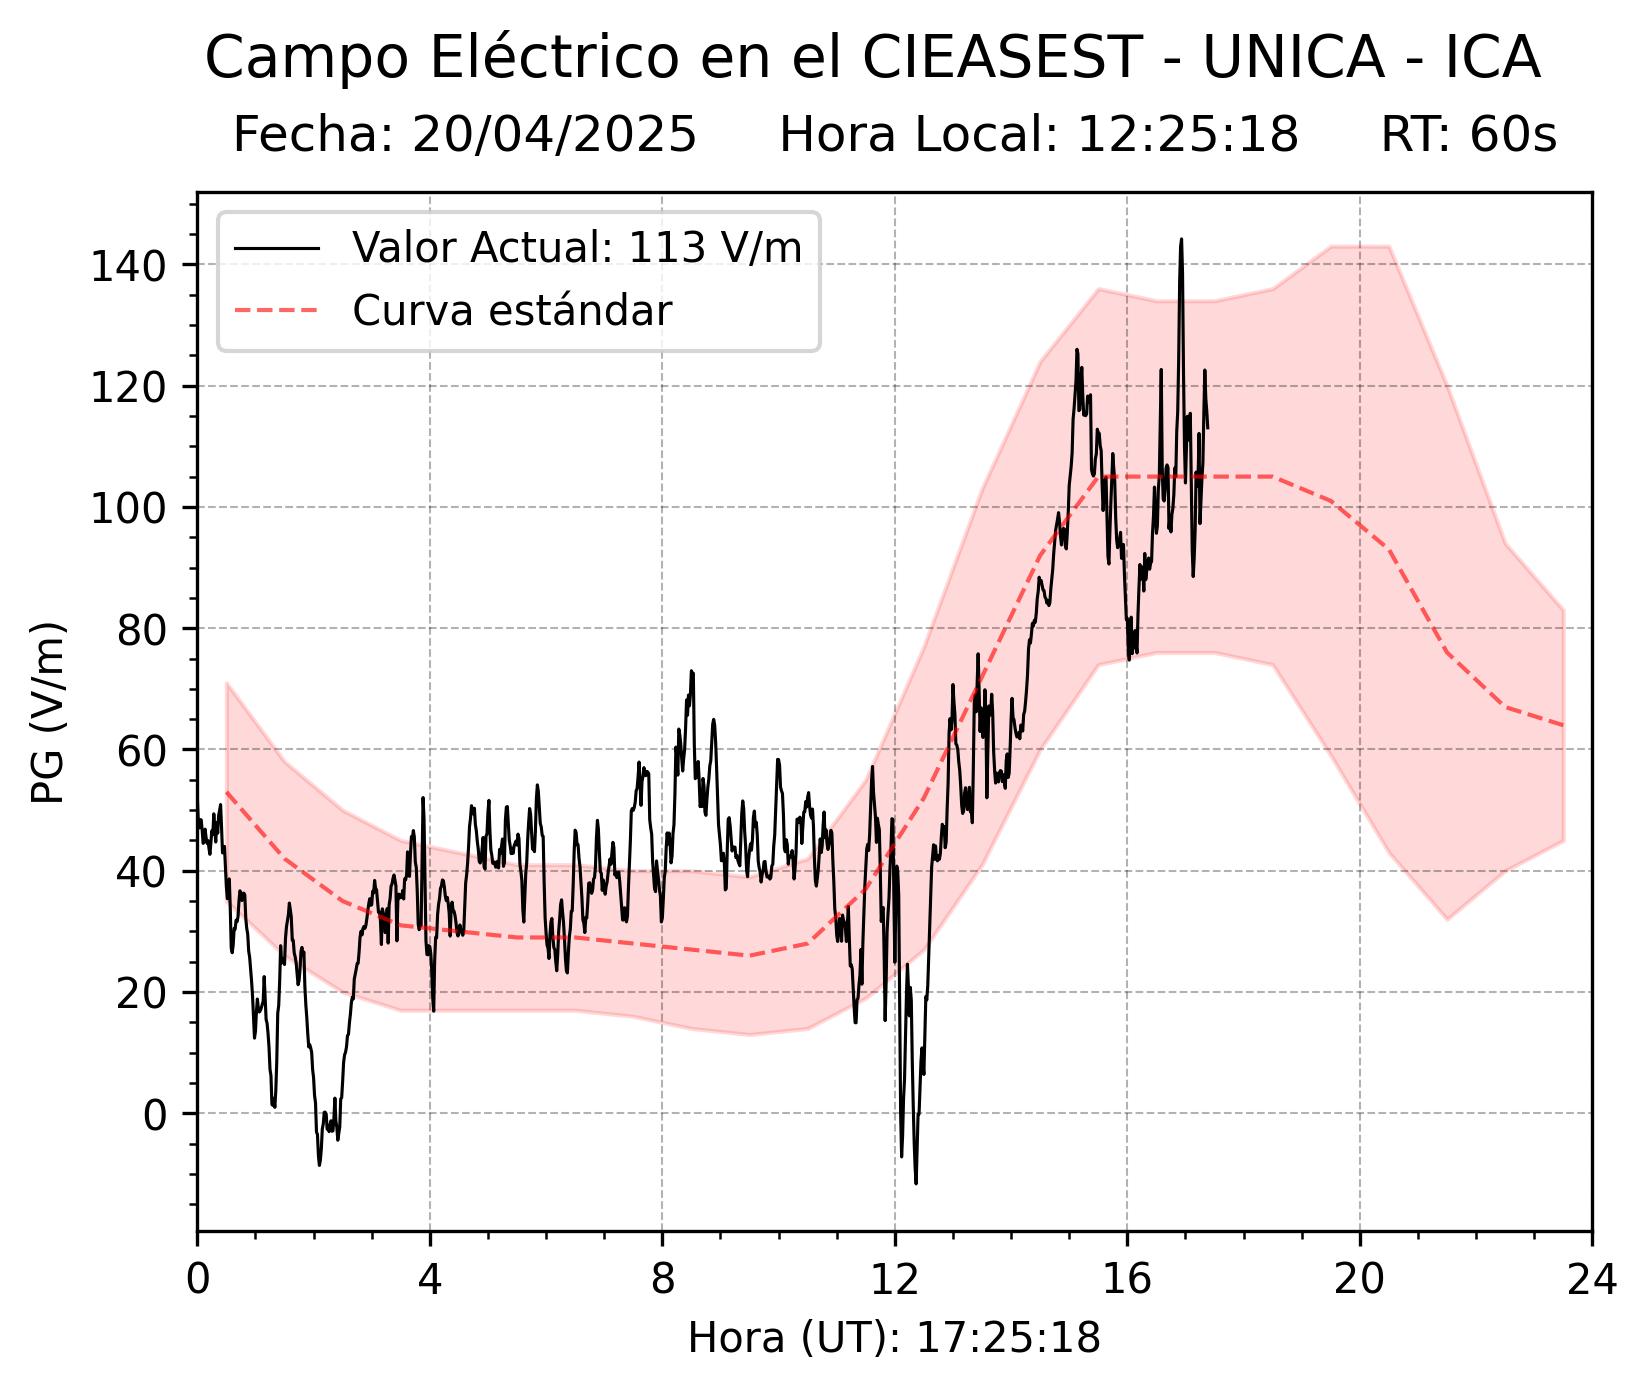 Campo Eléctrico en el CIEASEST - UNICA - ICA
Fecha: 20/04/2025 Hora Local: 12:25:18 RT: 60s
Valor Actual: 113 V/m
Curva estándar
140
120
100
80
60
40
20
0
PG (V/m)
0 4 8 12 16 20 24
Hora (UT): 17:25:18